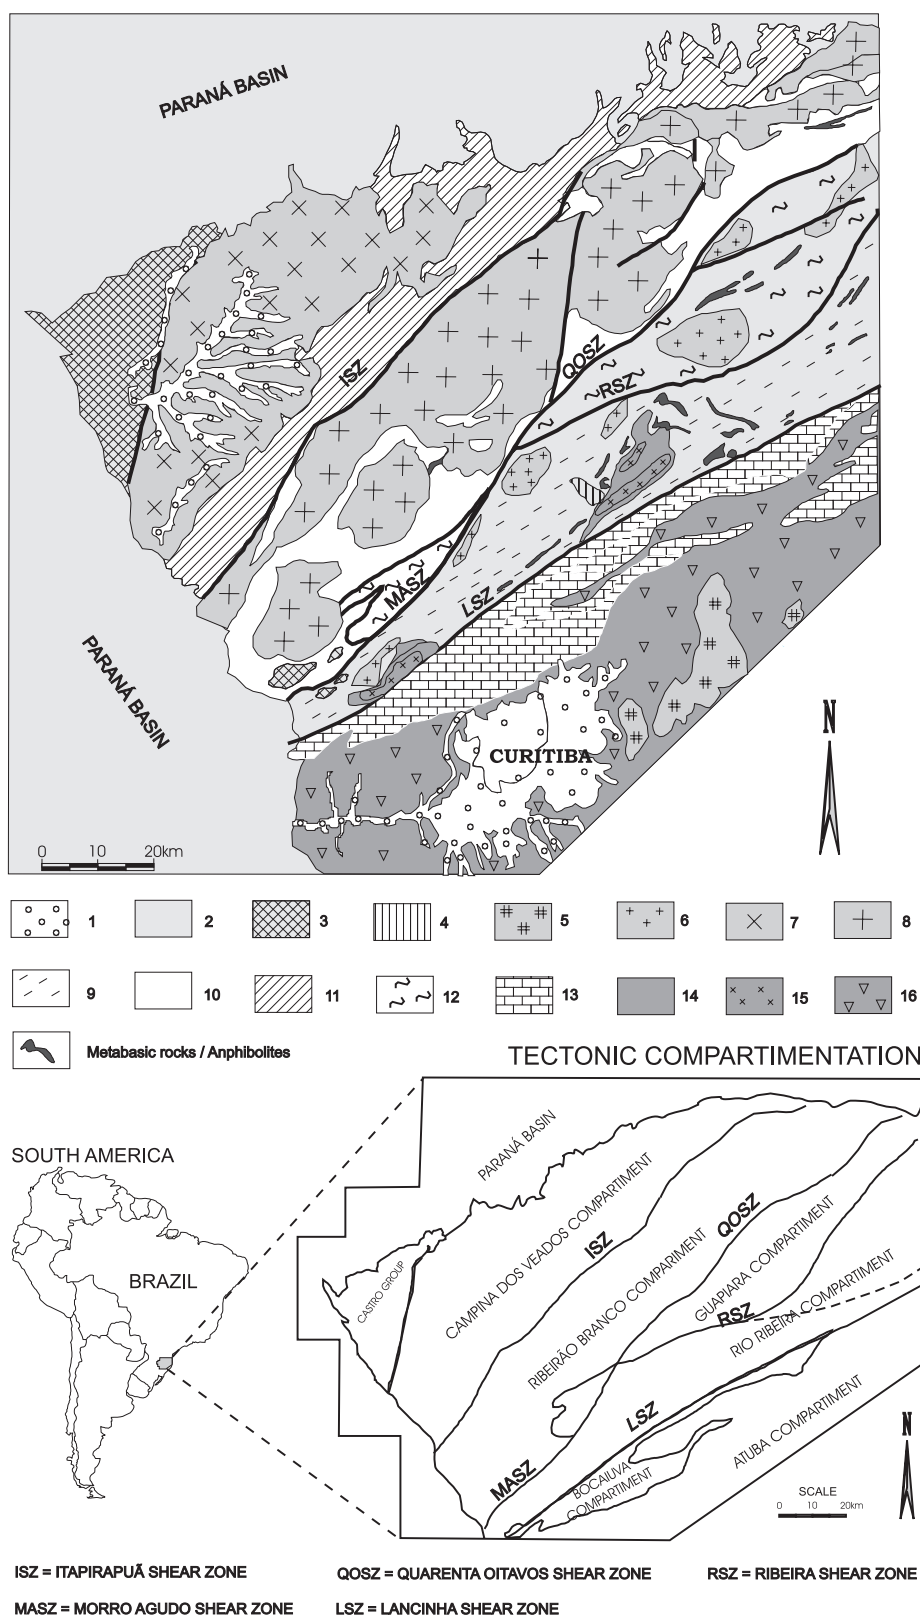 PARANÁ BASIN
ISZ
QOSZ
RSZ
MASZ
LSZ
PARANÁ BASIN
CURITIBA
N
0 10 20km
1 2 3 4 5 6 7 8
9 10 11 12 13 14 15 16
Metabasic rocks / Anphibolites
TECTONIC COMPARTIMENTATION
SOUTH AMERICA
BRAZIL
PARANÁ BASIN
CASTRO GROUP
CAMPINA DOS VEADOS COMPARTIMENT
ISZ
RIBEIRÃO BRANCO COMPARTIMENT
QOSZ
GUAPIARA COMPARTIMENT
RSZ
RIO RIBEIRA COMPARTIMENT
LSZ
MASZ
BOCAIUVA
COMPARTIMENT
ATUBA COMPARTIMENT
N
SCALE
0 10 20km
ISZ = ITAPIRAPUÃ SHEAR ZONE
QOSZ = QUARENTA OITAVOS SHEAR ZONE
RSZ = RIBEIRA SHEAR ZONE
MASZ = MORRO AGUDO SHEAR ZONE
LSZ = LANCINHA SHEAR ZONE